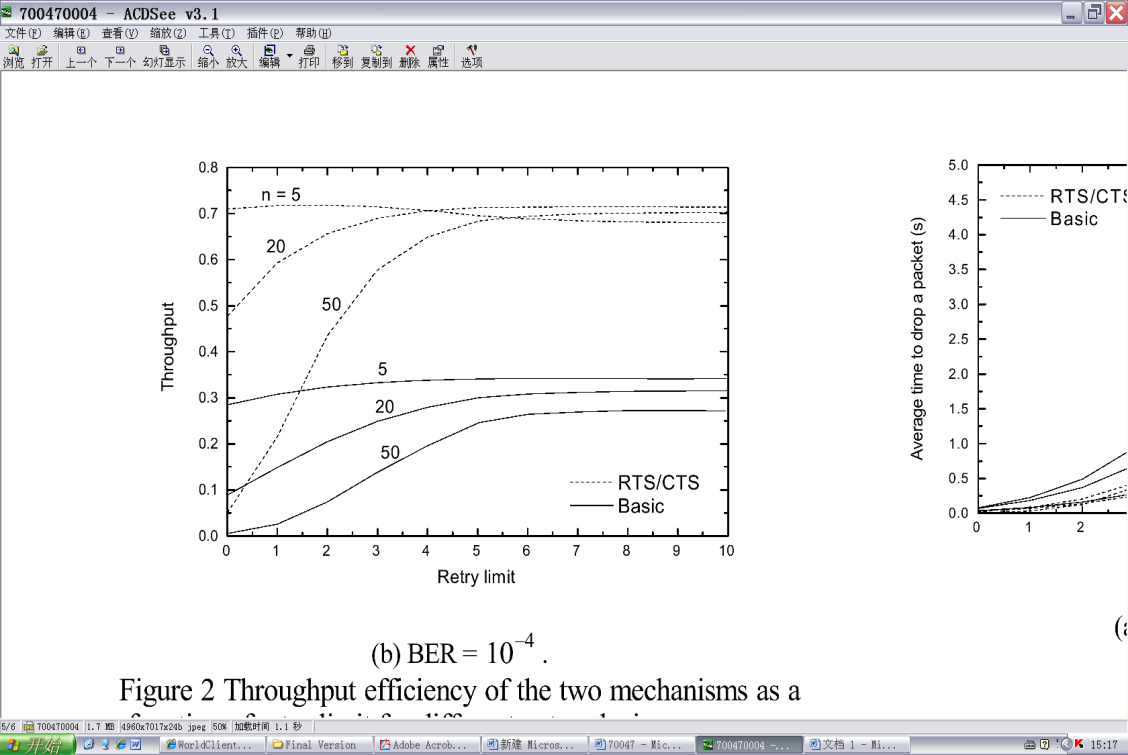 700470004 - ACDSee v3.1
文件(F) 编辑(E) 查看(V) 缩放(Z) 工具(T) 插件(P) 帮助(H)
浏览 打开 上一个 下一个 幻灯显示 缩小 放大 编辑 打印 移到 复制到 删除 属性 选项
0.8
0.7
0.6
0.5
0.4
0.3
0.2
0.1
0.0
Throughput
n = 5
20
50
5
20
50
RTS/CTS
Basic
0 1 2 3 4 5 6 7 8 9 10
Retry limit
(b) BER = 10⁻⁴ .
Figure 2 Throughput efficiency of the two mechanisms as a
5.0
4.5
4.0
3.5
3.0
2.5
2.0
1.5
1.0
0.5
0.0
Average time to drop a packet (s)
RTS/CTS
Basic
0 1 2
(a
5/6 700470004 1.7 MB 4960x7017x24b jpeg 50% 加载时间 1.1 秒
开始 WorldClient... Final Version Adobe Acrob... 新建 Micros... 70047 - Mic... 700470004 -... 文档 1 - Mi... 15:17